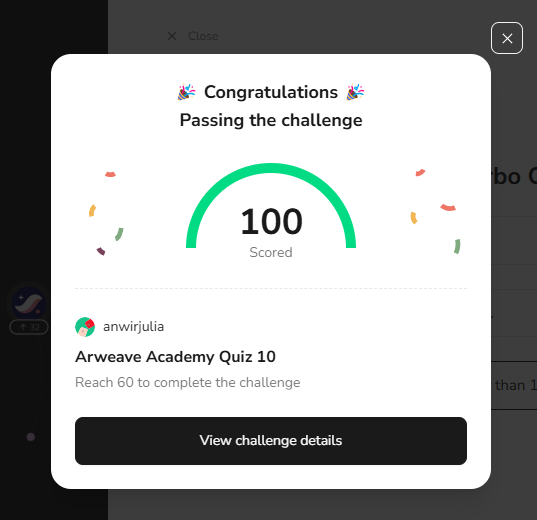 Close
Congratulations
Passing the challenge
rbo C
100
Scored
32
anwirjulia
Arweave Academy Quiz 10
Reach 60 to complete the challenge
than 1
View challenge details